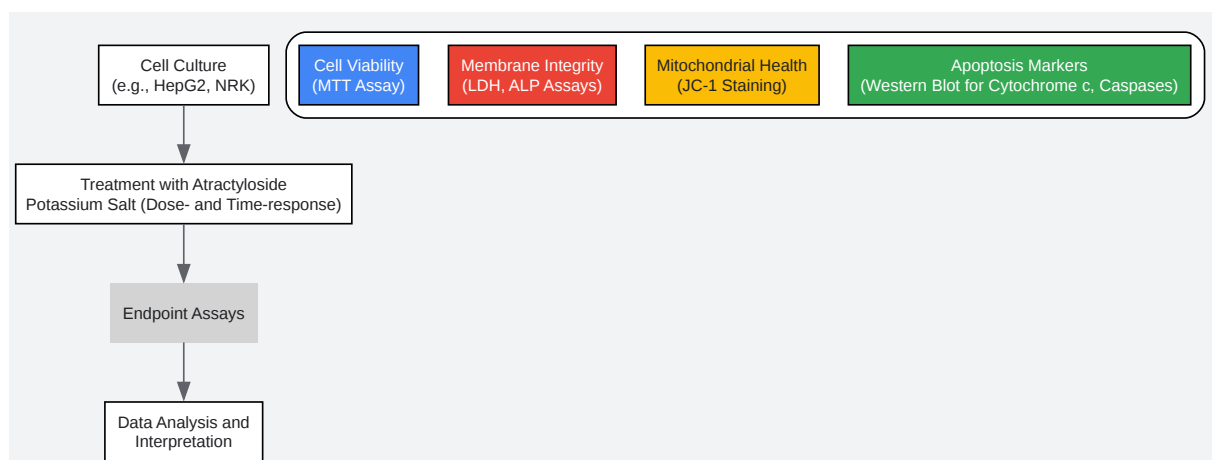 Cell Culture
(e.g., HepG2, NRK)
Cell Viability
(MTT Assay)
Membrane Integrity
(LDH, ALP Assays)
Mitochondrial Health
(JC-1 Staining)
Apoptosis Markers
(Western Blot for Cytochrome c, Caspases)
Treatment with Atractyloside
Potassium Salt (Dose- and Time-response)
Endpoint Assays
Data Analysis and
Interpretation